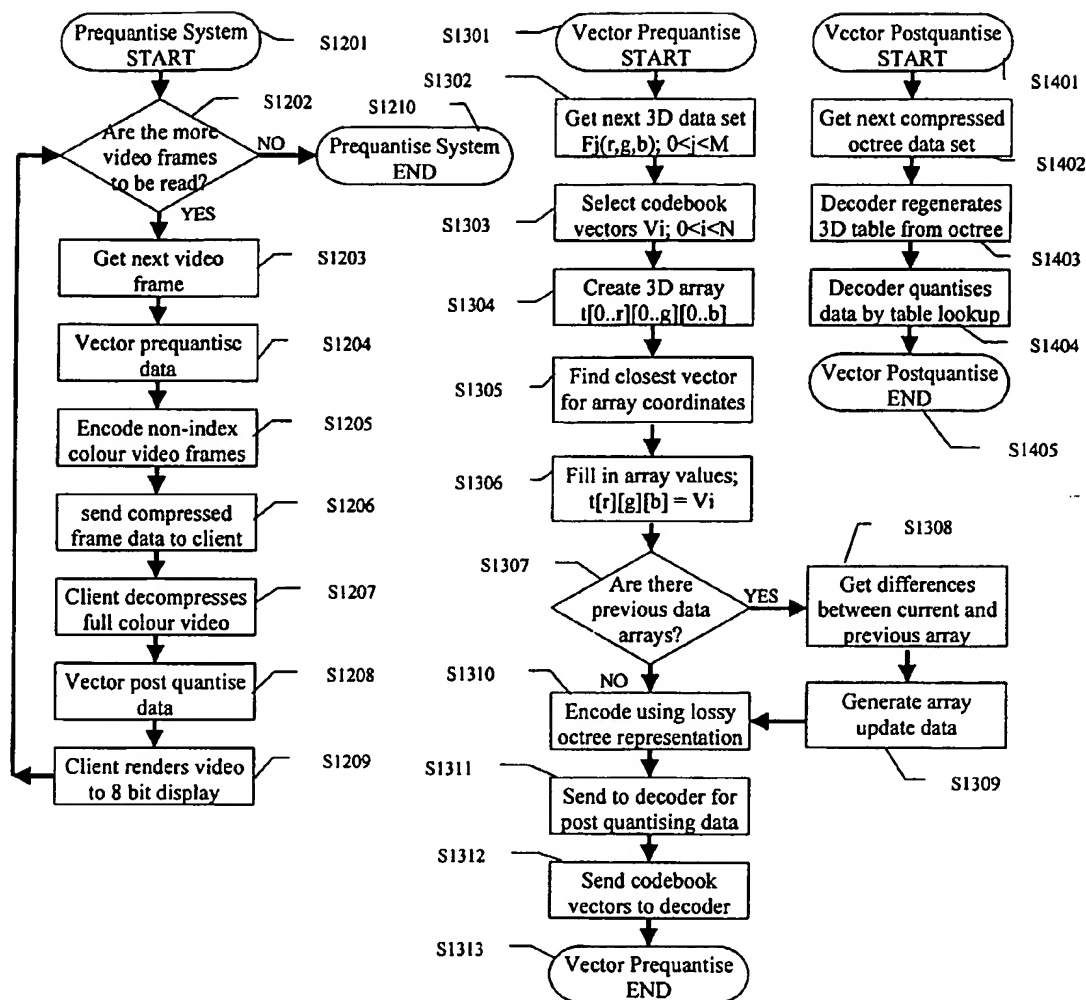 Prequantise System
START
S1201
S1202
Are the more
video frames
to be read?
NO
S1210
Prequantise System
END
YES
Get next video
frame
S1203
Vector prequantise
data
S1204
Encode non-index
colour video frames
S1205
send compressed
frame data to client
S1206
Client decompresses
full colour video
S1207
Vector post quantise
data
S1208
Client renders video
to 8 bit display
S1209
S1301
Vector Prequantise
START
S1302
Get next 3D data set
Fj(r,g,b); 0<j<M
S1303
Select codebook
vectors Vi; 0<i<N
S1304
Create 3D array
t[0..r][0..g][0..b]
S1305
Find closest vector
for array coordinates
S1306
Fill in array values;
t[r][g][b] = Vi
S1307
Are there
previous data
arrays?
YES
S1308
Get differences
between current and
previous array
Generate array
update data
S1309
NO
S1310
Encode using lossy
octree representation
S1311
Send to decoder for
post quantising data
S1312
Send codebook
vectors to decoder
S1313
Vector Prequantise
END
Vector Postquantise
START
S1401
Get next compressed
octree data set
S1402
Decoder regenerates
3D table from octree
S1403
Decoder quantises
data by table lookup
S1404
Vector Postquantise
END
S1405